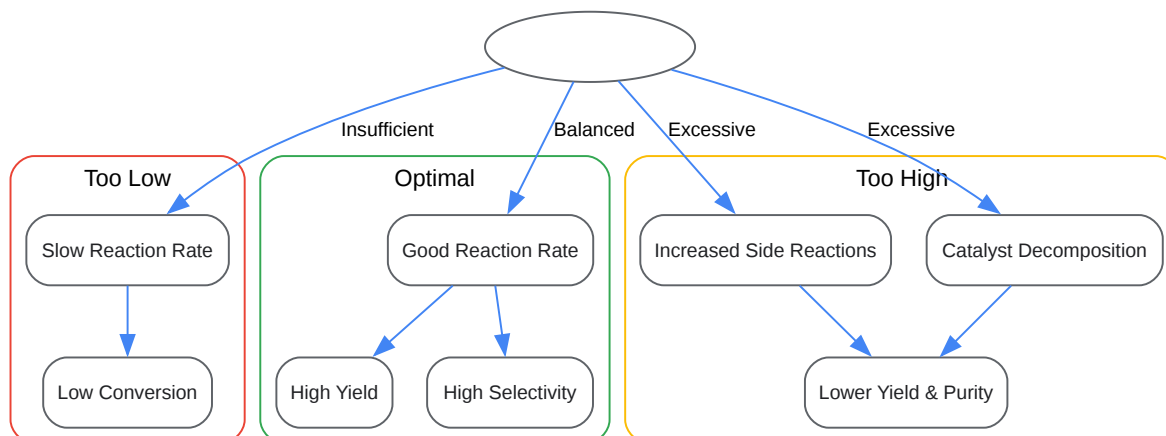 Insufficient
Balanced
Excessive
Excessive
Too Low
Optimal
Too High
Slow Reaction Rate
Good Reaction Rate
Increased Side Reactions
Catalyst Decomposition
Low Conversion
High Yield
High Selectivity
Lower Yield & Purity